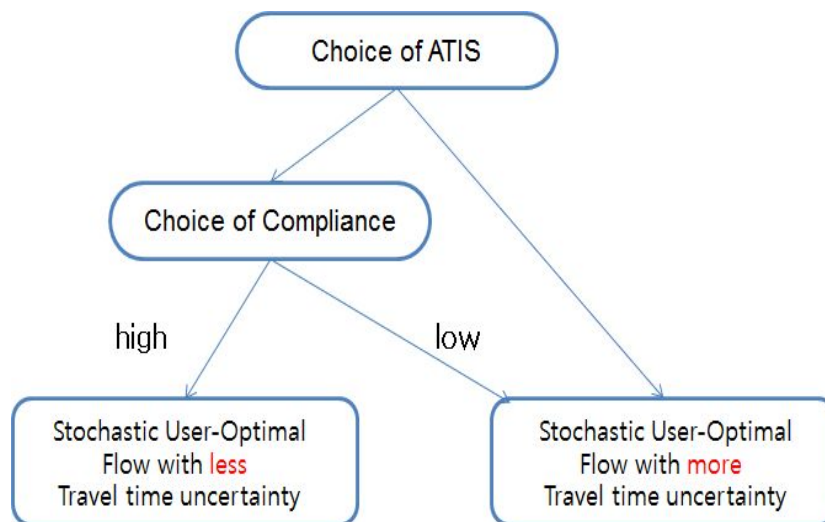 Choice of ATIS
Choice of Compliance
high
low
Stochastic User-Optimal
Flow with less
Travel time uncertainty
Stochastic User-Optimal
Flow with more
Travel time uncertainty